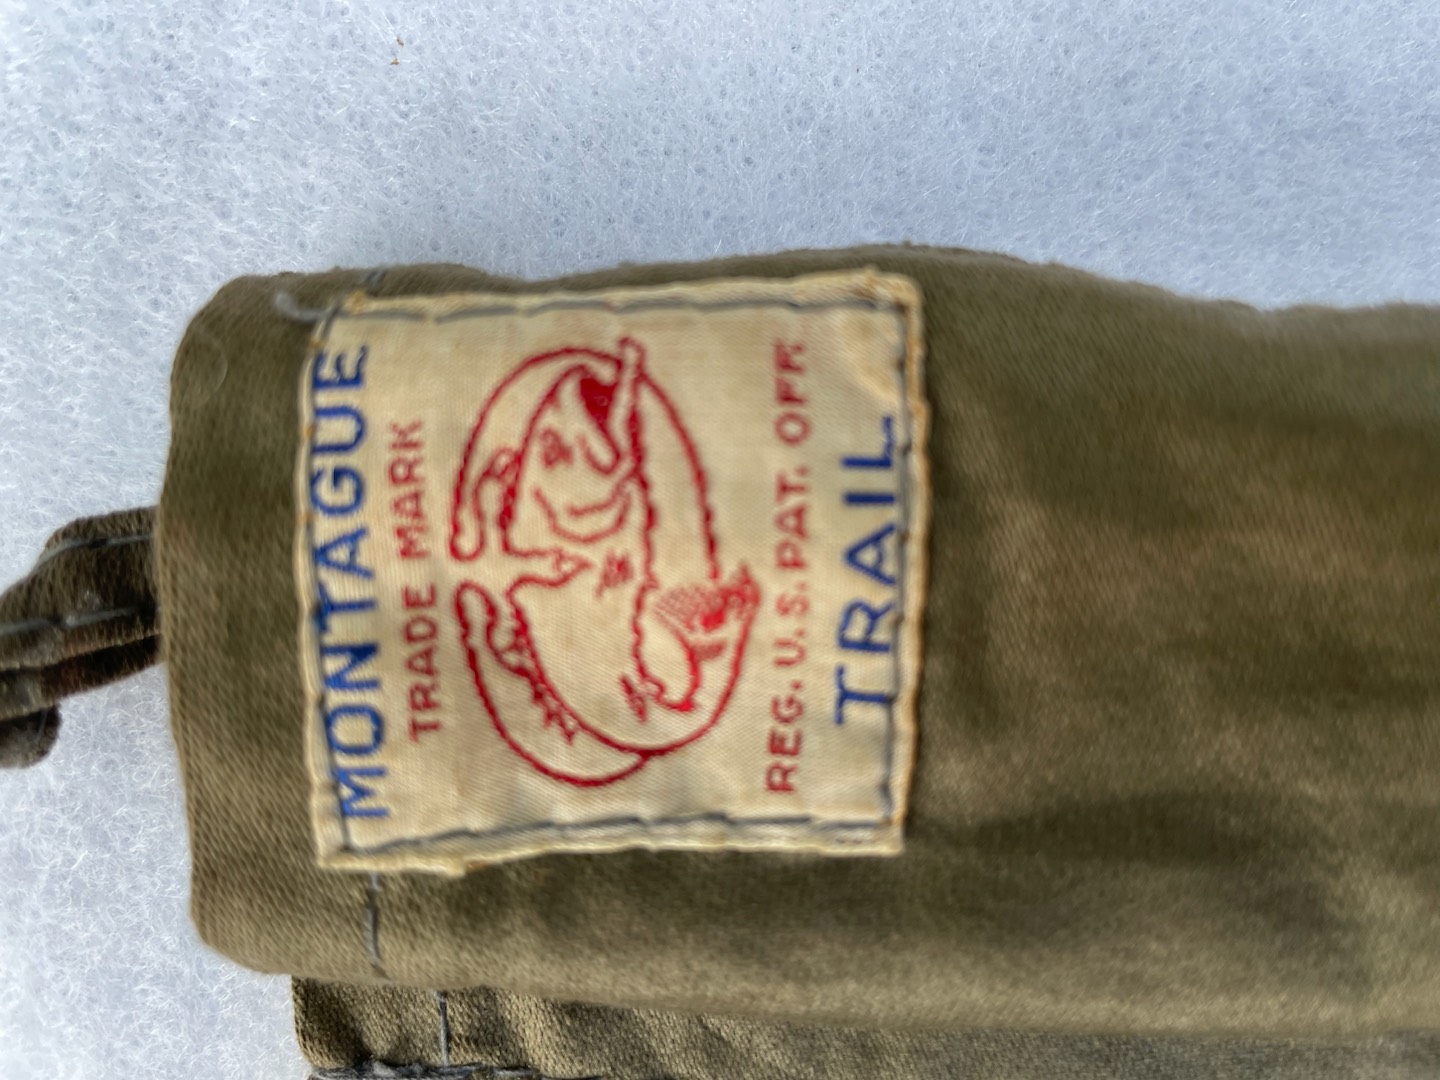 MONTAGUE
TRADE MARK
REG. U.S. PAT. OFF.
TRAIL